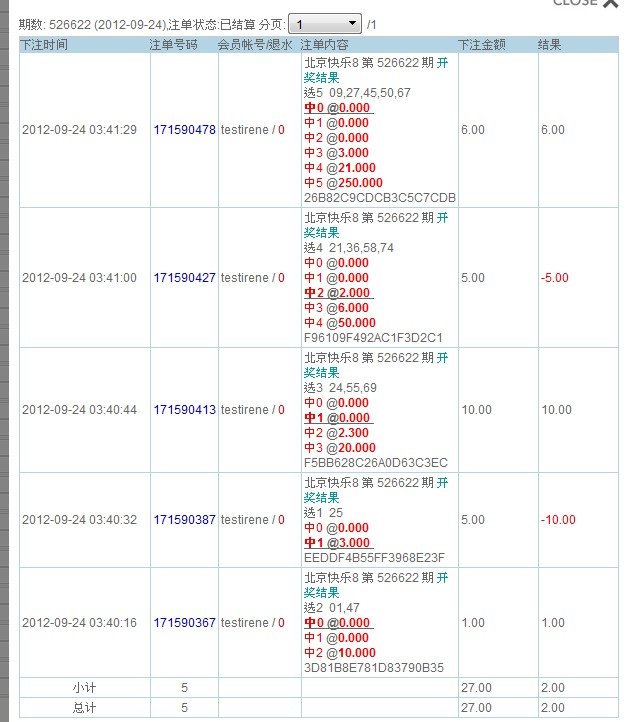 CLOSE
期数: 526622 (2012-09-24),注单状态:已结算 分页: 1 /1
下注时间 注单号码 会员帐号/退水 注单内容 下注金额 结果
北京快乐8 第 526622 期 开
奖结果
选5 09,27,45,50,67
中0 @0.000
中1 @0.000
中2 @0.000
2012-09-24 03:41:29 171590478 testirene / 0 6.00 6.00
中3 @3.000
中4 @21.000
中5 @250.000
26B82C9CDCB3C5C7CDB
北京快乐8 第 526622 期 开
奖结果
选4 21,36,58,74
中0 @0.000
2012-09-24 03:41:00 171590427 testirene / 0 中1 @0.000 5.00 -5.00
中2 @2.000
中3 @6.000
中4 @50.000
F96109F492AC1F3D2C1
北京快乐8 第 526622 期 开
奖结果
选3 24,55,69
中0 @0.000
2012-09-24 03:40:44 171590413 testirene / 0 中1 @0.000 10.00 10.00
中2 @2.300
中3 @20.000
F5BB628C26A0D63C3EC
北京快乐8 第 526622 期 开
奖结果
选1 25
2012-09-24 03:40:32 171590387 testirene / 0 中0 @0.000 5.00 -10.00
中1 @3.000
EEDDF4B55FF3968E23F
北京快乐8 第 526622 期 开
奖结果
选2 01,47
2012-09-24 03:40:16 171590367 testirene / 0 中0 @0.000 1.00 1.00
中1 @0.000
中2 @10.000
3D81B8E781D83790B35
小计 5 27.00 2.00
总计 5 27.00 2.00